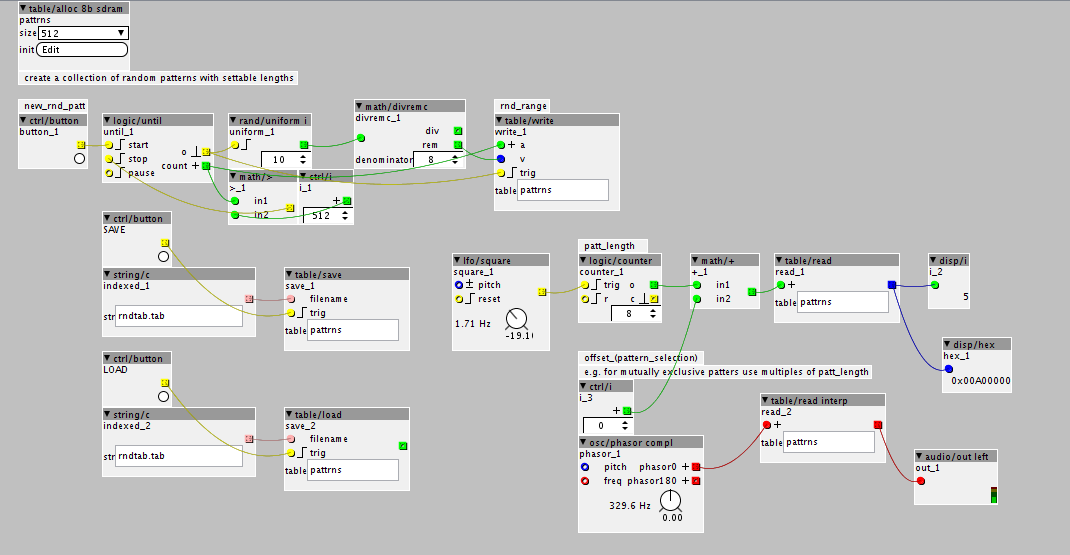 table/alloc 8b sdram
pattrns
size 512
init Edit
create a collection of random patterns with settable lengths
new_rnd_patt
ctrl/button
button_1
logic/until
until_1
start
stop
pause
o
count +
rand/uniform i
uniform_1
10
math/divremc
divremc_1
div
rem
denominator 8
rnd_range
table/write
write_1
+ a
v
trig
table pattrns
math/>
>_1
in1
in2
ctrl/i
i_1
+
512
ctrl/button
SAVE
string/c
indexed_1
str rndtab.tab
table/save
save_1
filename
trig
table pattrns
ctrl/button
LOAD
string/c
indexed_2
str rndtab.tab
table/load
save_2
filename
trig
table pattrns
lfo/square
square_1
± pitch
reset
1.71 Hz
-19.1
patt_length
logic/counter
counter_1
trig o
r c
8
math/+
+_1
in1
in2
table/read
read_1
+
table pattrns
disp/i
i_2
5
disp/hex
hex_1
0x00A00000
offset_(pattern_selection)
e.g. for mutually exclusive patters use multiples of patt_length
ctrl/i
i_3
+
0
osc/phasor compl
phasor_1
pitch phasor0 +
freq phasor180 +
329.6 Hz
0.00
table/read interp
read_2
+
table pattrns
audio/out left
out_1